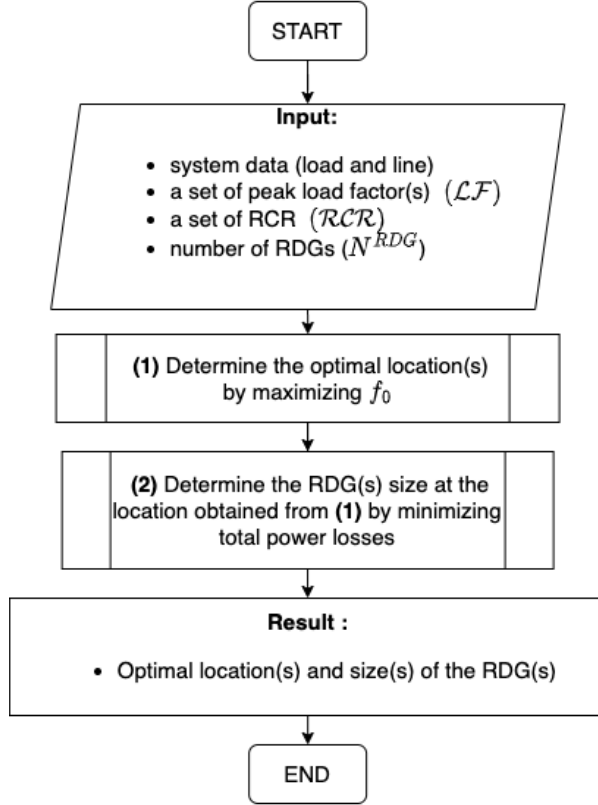 START
Input:
• system data (load and line)
• a set of peak load factor(s) (ℒℱ)
• a set of RCR (ℛ𝒞ℛ)
• number of RDGs (N^{RDG})
(1) Determine the optimal location(s)
by maximizing f₀
(2) Determine the RDG(s) size at the
location obtained from (1) by minimizing
total power losses
Result :
• Optimal location(s) and size(s) of the RDG(s)
END